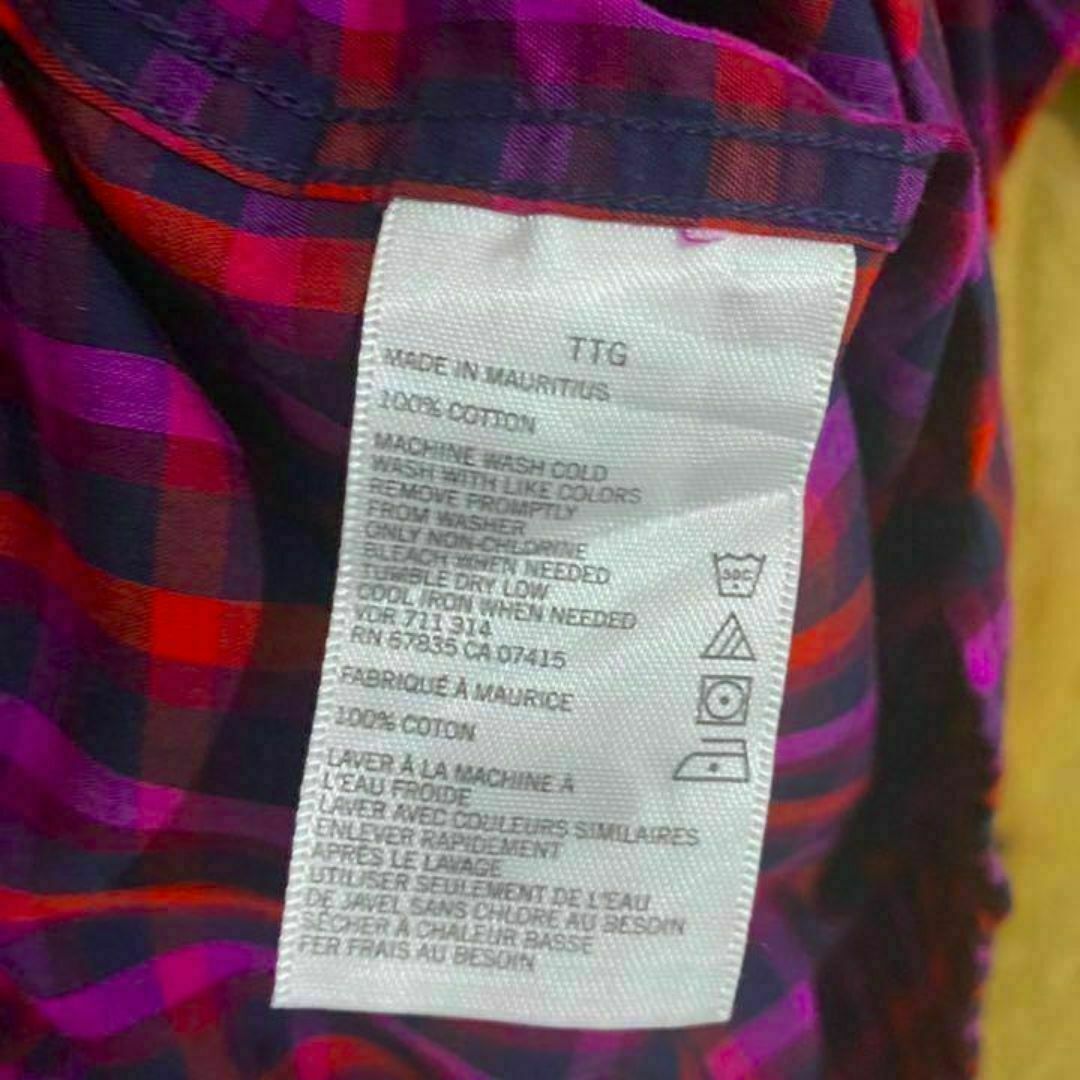 TTG
MADE IN MAURITIUS
100% COTTON
MACHINE WASH COLD
WASH WITH LIKE COLORS
REMOVE PROMPTLY
FROM WASHER
ONLY NON-CHLORINE
BLEACH WHEN NEEDED
TUMBLE DRY LOW
COOL IRON WHEN NEEDED
VDR 711 314
RN 67835 CA 07415
30C
FABRIQUÉ À MAURICE
100% COTON
LAVER À LA MACHINE À
L'EAU FROIDE
LAVER AVEC COULEURS SIMILAIRES
ENLEVER RAPIDEMENT
APRÈS LE LAVAGE
UTILISER SEULEMENT DE L'EAU
DE JAVEL SANS CHLORE AU BESOIN
SÉCHER À CHALEUR BASSE
FER FRAIS AU BESOIN